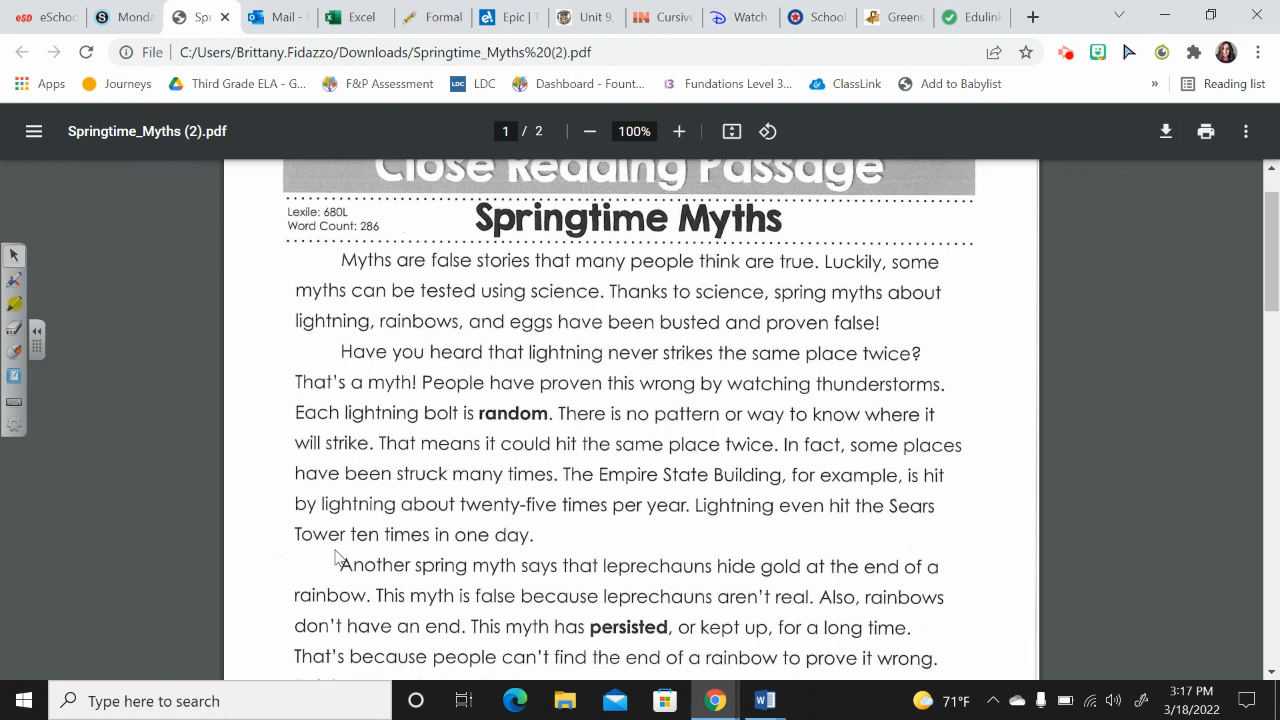 eSchoo
Monda
Spr
Mail -
Excel
Formal
Epic | T
Unit 9,
Cursive
Watch
School
Greens
Edulink
File C:/Users/Brittany.Fidazzo/Downloads/Springtime_Myths%20(2).pdf
Apps Journeys Third Grade ELA - G... F&P Assessment LDC Dashboard - Fount... Fundations Level 3... ClassLink Add to Babylist » Reading list
Springtime_Myths (2).pdf 1 / 2 100%
Close Reading Passage
Lexile: 680L
Word Count: 286
Springtime Myths
Myths are false stories that many people think are true. Luckily, some
myths can be tested using science. Thanks to science, spring myths about
lightning, rainbows, and eggs have been busted and proven false!
Have you heard that lightning never strikes the same place twice?
That's a myth! People have proven this wrong by watching thunderstorms.
Each lightning bolt is random. There is no pattern or way to know where it
will strike. That means it could hit the same place twice. In fact, some places
have been struck many times. The Empire State Building, for example, is hit
by lightning about twenty-five times per year. Lightning even hit the Sears
Tower ten times in one day.
Another spring myth says that leprechauns hide gold at the end of a
rainbow. This myth is false because leprechauns aren't real. Also, rainbows
don't have an end. This myth has persisted, or kept up, for a long time.
That's because people can't find the end of a rainbow to prove it wrong.
Type here to search
71°F
3:17 PM
3/18/2022